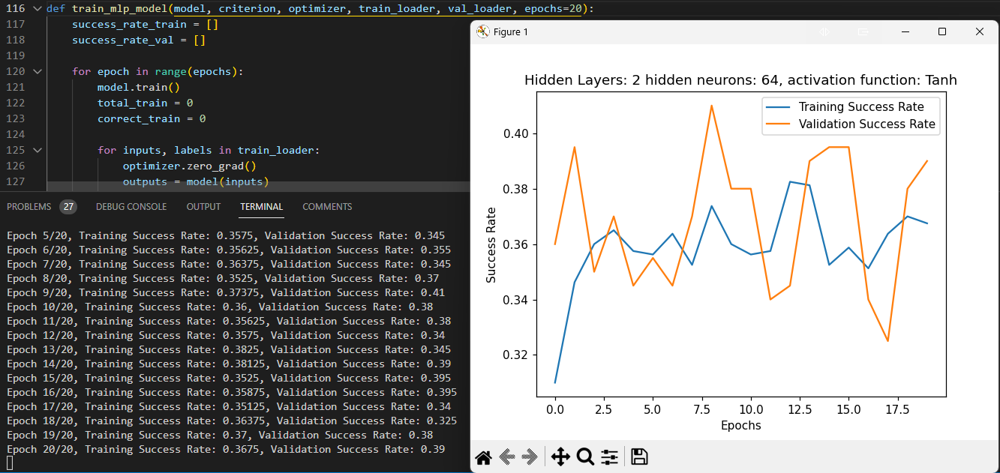 116 def train_mlp_model(model, criterion, optimizer, train_loader, val_loader, epochs=20):
117 success_rate_train = []
118 success_rate_val = []
119
120 for epoch in range(epochs):
121 model.train()
122 total_train = 0
123 correct_train = 0
124
125 for inputs, labels in train_loader:
126 optimizer.zero_grad()
127 outputs = model(inputs)
PROBLEMS 27 DEBUG CONSOLE OUTPUT TERMINAL COMMENTS
Epoch 5/20, Training Success Rate: 0.3575, Validation Success Rate: 0.345
Epoch 6/20, Training Success Rate: 0.35625, Validation Success Rate: 0.355
Epoch 7/20, Training Success Rate: 0.36375, Validation Success Rate: 0.345
Epoch 8/20, Training Success Rate: 0.3525, Validation Success Rate: 0.37
Epoch 9/20, Training Success Rate: 0.37375, Validation Success Rate: 0.41
Epoch 10/20, Training Success Rate: 0.36, Validation Success Rate: 0.38
Epoch 11/20, Training Success Rate: 0.35625, Validation Success Rate: 0.38
Epoch 12/20, Training Success Rate: 0.3575, Validation Success Rate: 0.34
Epoch 13/20, Training Success Rate: 0.3825, Validation Success Rate: 0.345
Epoch 14/20, Training Success Rate: 0.38125, Validation Success Rate: 0.39
Epoch 15/20, Training Success Rate: 0.3525, Validation Success Rate: 0.395
Epoch 16/20, Training Success Rate: 0.35875, Validation Success Rate: 0.395
Epoch 17/20, Training Success Rate: 0.35125, Validation Success Rate: 0.34
Epoch 18/20, Training Success Rate: 0.36375, Validation Success Rate: 0.325
Epoch 19/20, Training Success Rate: 0.37, Validation Success Rate: 0.38
Epoch 20/20, Training Success Rate: 0.3675, Validation Success Rate: 0.39
Figure 1
Hidden Layers: 2 hidden neurons: 64, activation function: Tanh
Training Success Rate
Validation Success Rate
Success Rate
0.40
0.38
0.36
0.34
0.32
0.0 2.5 5.0 7.5 10.0 12.5 15.0 17.5
Epochs